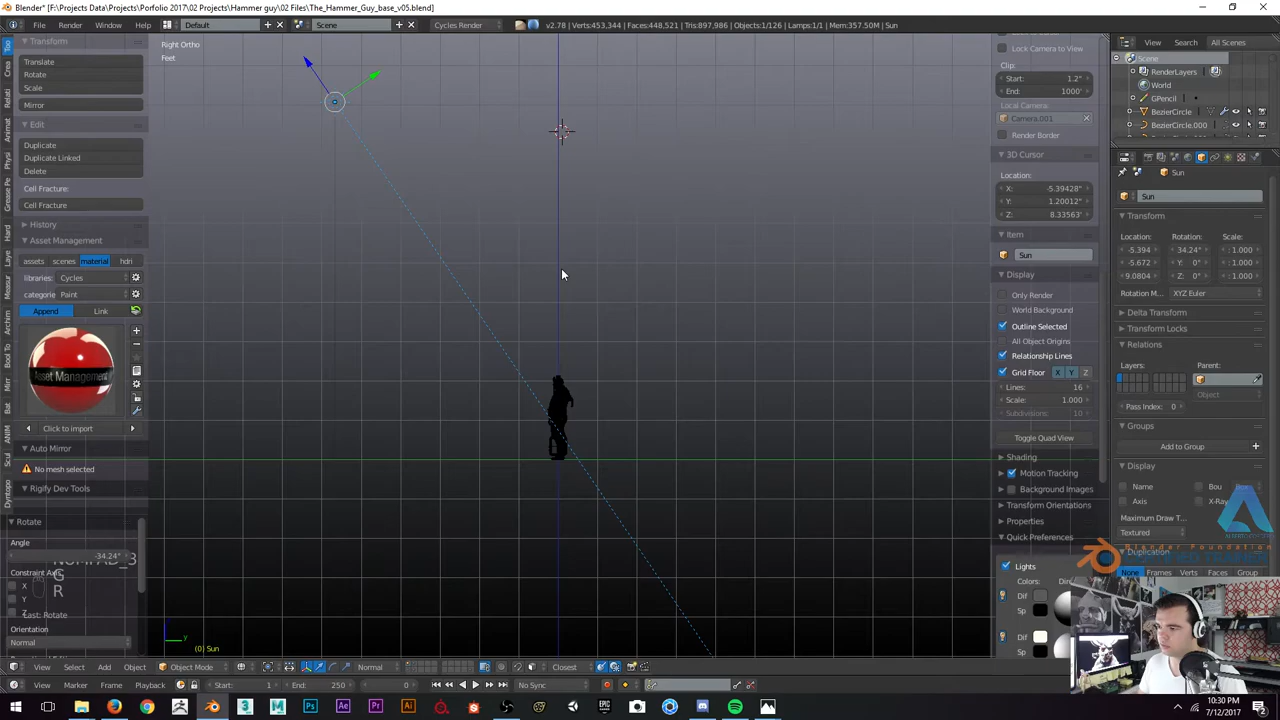 Blender* [F:\Projects Data\Projects\Porfolio 2017\02 Projects\Hammer guy\02 Files\The_Hammer_Guy_base_v05.blend]
File Render Window Help Default Scene Cycles Render v2.78 | Verts:453,344 | Faces:448,521 | Tris:897,986 | Objects:1/126 | Lamps:1/1 | Mem:357.50M | Sun
Transform
Translate
Rotate
Scale
Mirror
Edit
Duplicate
Duplicate Linked
Delete
Cell Fracture:
Cell Fracture
History
Asset Management
assets scenes material hdri
libraries: Cycles
categorie Paint
Append Link
Asset Management
Click to import
Auto Mirror
No mesh selected
Rigify Dev Tools
Rotate
Angle
-34.24°
NUMPAD_3
Constraint Axis
X
G
Y
R
Z
Last: Rotate
Orientation
Normal
Right Ortho
Feet
y
(0) Sun
Lock Camera to View
Clip:
Start: 1.2"
End: 1000'
Local Camera:
Camera.001
Render Border
3D Cursor
Location:
X: -5.39428"
Y: 1.20012"
Z: 8.33563'
Item
Sun
Display
Only Render
World Background
Outline Selected
All Object Origins
Relationship Lines
Grid Floor X Y Z
Lines: 16
Scale: 1.000
Subdivisions: 10
Toggle Quad View
Shading
Motion Tracking
Background Images
Transform Orientations
Properties
Quick Preferences
Lights
Colors:
Dif
Sp
Dif
Sp
View Search All Scenes
Scene
RenderLayers
World
GPencil
BezierCircle
BezierCircle.000
Sun
Sun
Transform
Location: Rotation: Scale:
-5.394 34.24° : 1.000
-5.672 Y: 0° : 1.000
9.0804 Z: 0° : 1.000
Rotation M... XYZ Euler
Delta Transform
Transform Locks
Relations
Layers: Parent:
Object
Pass Index: 0
Groups
Add to Group
Display
Name Bou
Axis X-Ray
Maximum Draw T...
Textured
Duplication
None Frames Verts Faces Group
Blender Foundation
View Select Add Object Object Mode Normal Closest
View Marker Frame Playback Start: 1 End: 250 0 No Sync
10:30 PM
7/12/2017